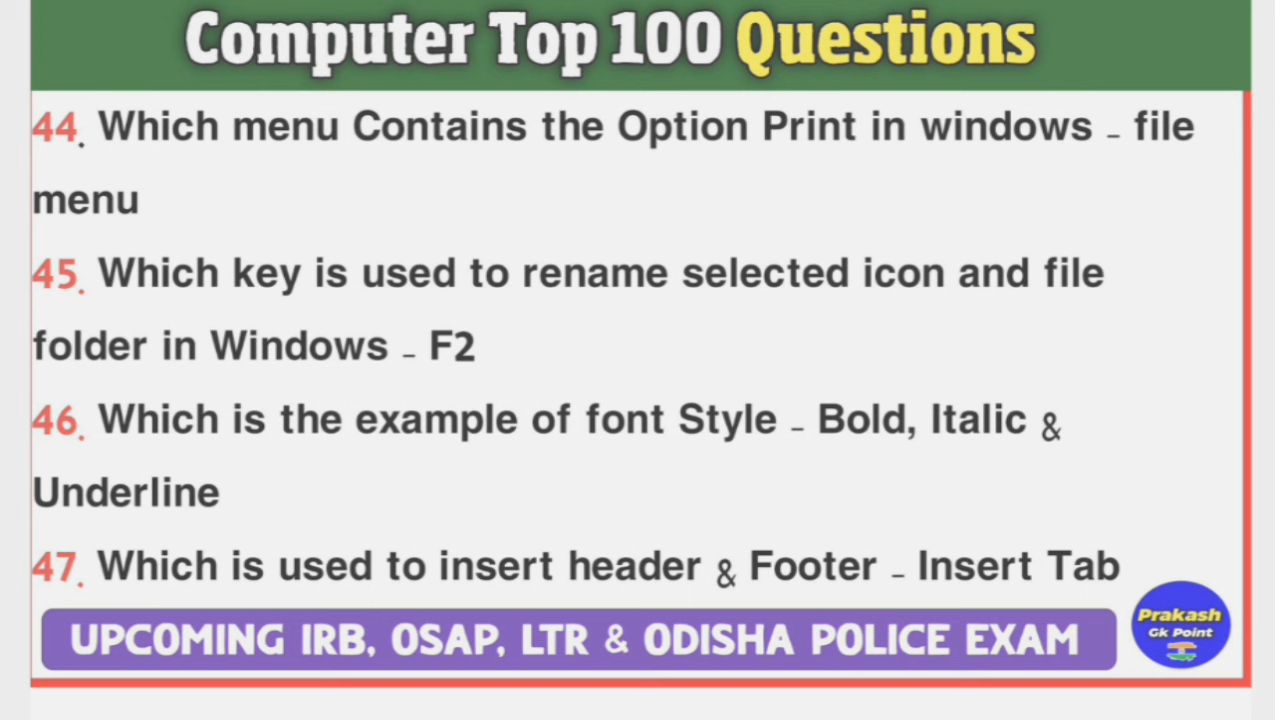 Computer Top 100 Questions
44. Which menu Contains the Option Print in windows - file
menu
45. Which key is used to rename selected icon and file
folder in Windows - F2
46. Which is the example of font Style - Bold, Italic &
Underline
47. Which is used to insert header & Footer - Insert Tab
UPCOMING IRB, OSAP, LTR & ODISHA POLICE EXAM
Prakash
Gk Point